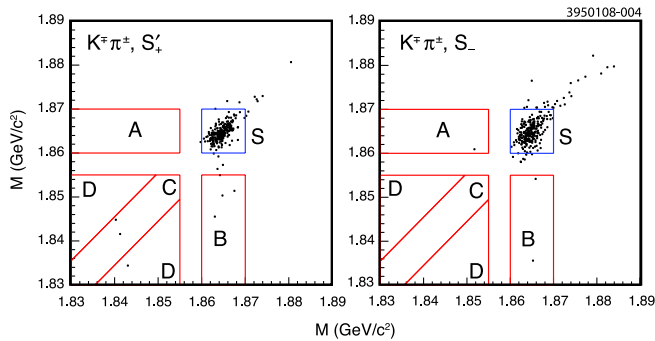 3950108-004
K∓π±, S′+
K∓π±, S−
1.89
1.88
1.87
1.86
1.85
1.84
1.83
M (GeV/c²)
A
S
D
C
B
D
A
S
D
C
B
D
1.83 1.84 1.85 1.86 1.87 1.88 1.89
1.83 1.84 1.85 1.86 1.87 1.88 1.89
M (GeV/c²)